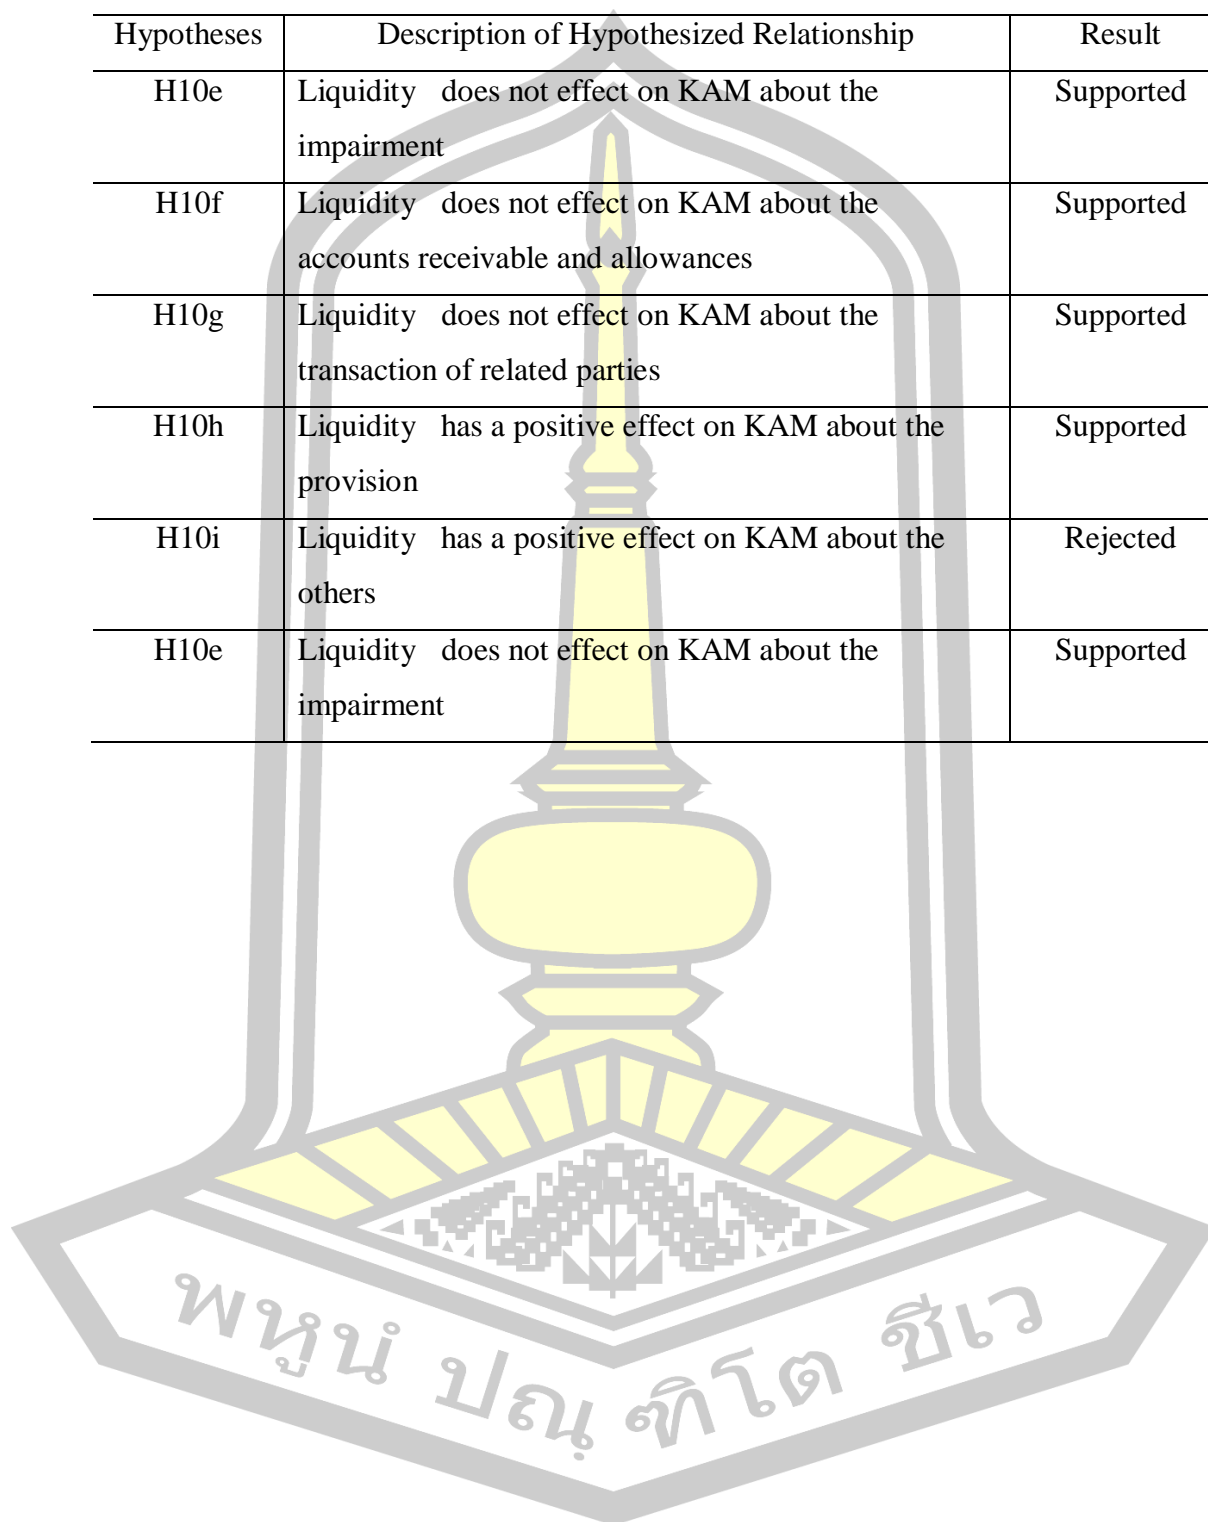 Hypotheses Description of Hypothesized Relationship Result
H10e Liquidity does not effect on KAM about the Supported
impairment
H10f Liquidity does not effect on KAM about the Supported
accounts receivable and allowances
H10g Liquidity does not effect on KAM about the Supported
transaction of related parties
H10h Liquidity has a positive effect on KAM about the Supported
provision
H10i Liquidity has a positive effect on KAM about the Rejected
others
H10e Liquidity does not effect on KAM about the Supported
impairment
พหูนํ ปณฺฑิโต ชีเว